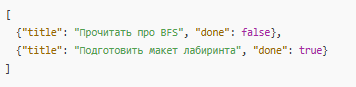 [
  {"title": "Прочитать про BFS", "done": false},
  {"title": "Подготовить макет лабиринта", "done": true}
]